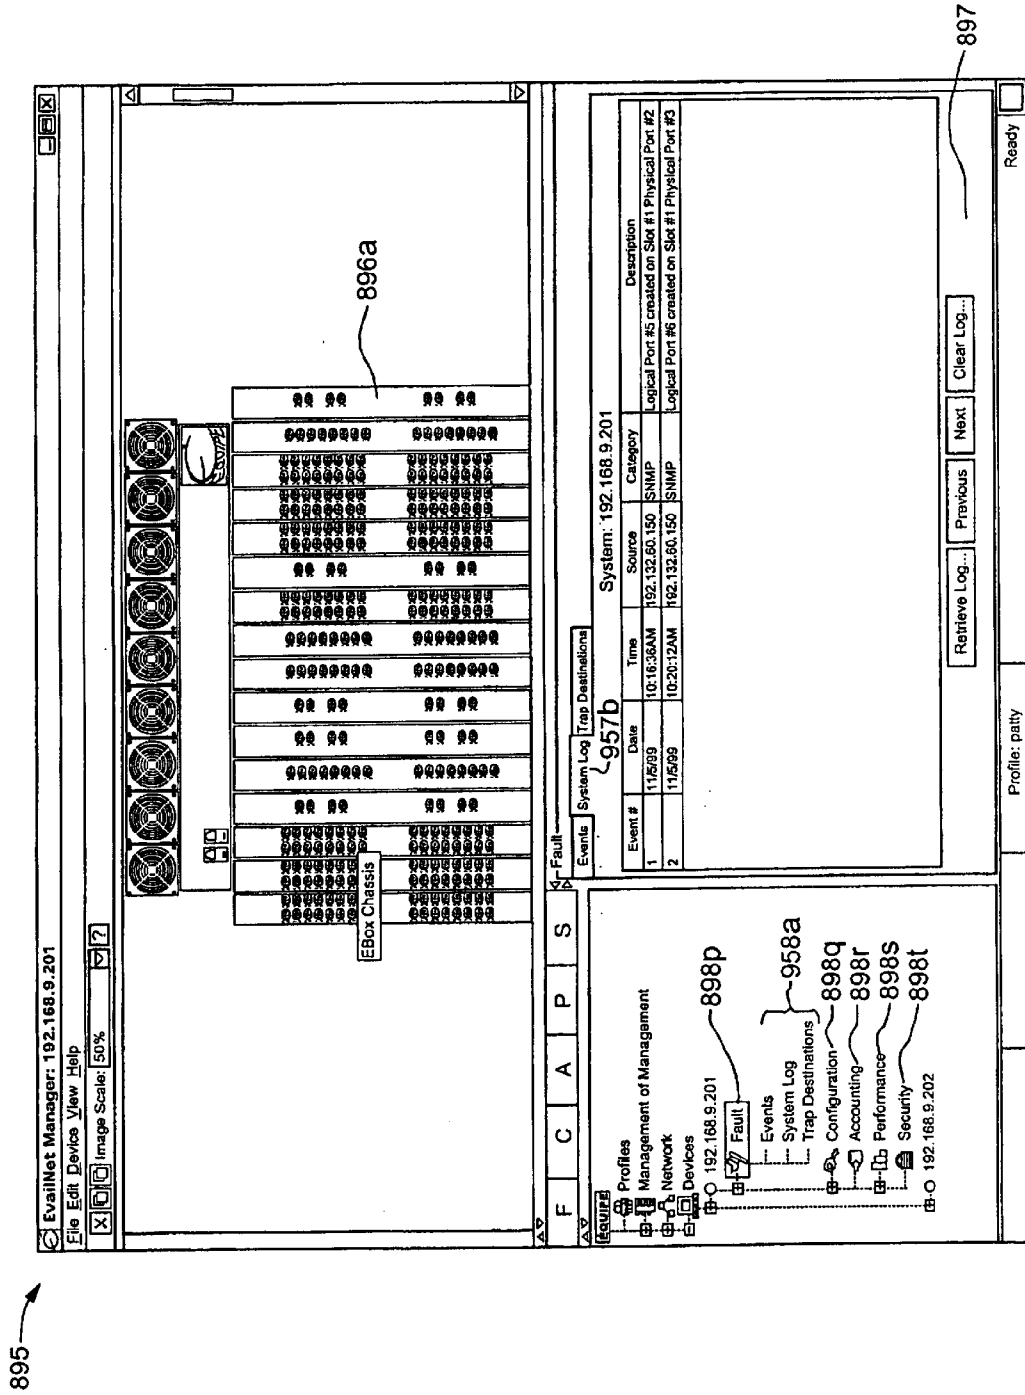 895
EvailNet Manager: 192.168.9.201
File Edit Device View Help
Image Scale: 50% ?
896a
EBox Chassis
F C A P S
EQUIPE
Profiles
Management of Management
Network
Devices
192.168.9.201
Fault
898p
Events
System Log
Trap Destinations
958a
Configuration
898q
Accounting
898r
Performance
898s
Security
898t
192.168.9.202
Fault
Events System Log Trap Destinations
957b
System: 192.168.9.201
Event # Date Time Source Category Description
1 11/5/99 10:16:36AM 192.132.60.150 SNMP Logical Port #5 created on Slot #1 Physical Port #2
2 11/5/99 10:20:12AM 192.132.60.150 SNMP Logical Port #6 created on Slot #1 Physical Port #3
Retrieve Log... Previous Next Clear Log...
897
Profile: patty
Ready